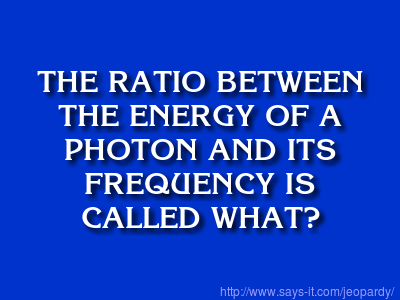 THE RATIO BETWEEN
THE ENERGY OF A
PHOTON AND ITS
FREQUENCY IS
CALLED WHAT?
http://www.says-it.com/jeopardy/